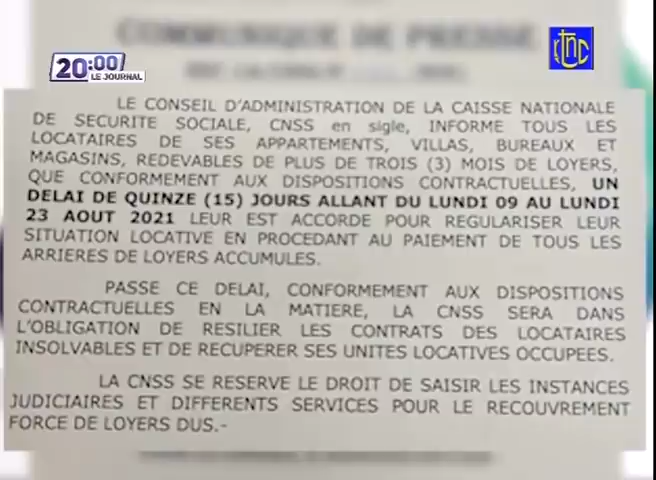 COMMUNIQUE DE PRESSE
20:00
LE JOURNAL
rtnc
LE CONSEIL D'ADMINISTRATION DE LA CAISSE NATIONALE
DE SECURITE SOCIALE, CNSS en sigle, INFORME TOUS LES
LOCATAIRES DE SES APPARTEMENTS, VILLAS, BUREAUX ET
MAGASINS, REDEVABLES DE PLUS DE TROIS (3) MOIS DE LOYERS,
QUE CONFORMEMENT AUX DISPOSITIONS CONTRACTUELLES, UN
DELAI DE QUINZE (15) JOURS ALLANT DU LUNDI 09 AU LUNDI
23 AOUT 2021 LEUR EST ACCORDE POUR REGULARISER LEUR
SITUATION LOCATIVE EN PROCEDANT AU PAIEMENT DE TOUS LES
ARRIERES DE LOYERS ACCUMULES.
PASSE CE DELAI, CONFORMEMENT AUX DISPOSITIONS
CONTRACTUELLES EN LA MATIERE, LA CNSS SERA DANS
L'OBLIGATION DE RESILIER LES CONTRATS DES LOCATAIRES
INSOLVABLES ET DE RECUPERER SES UNITES LOCATIVES OCCUPEES.
LA CNSS SE RESERVE LE DROIT DE SAISIR LES INSTANCES
JUDICIAIRES ET DIFFERENTS SERVICES POUR LE RECOUVREMENT
FORCE DE LOYERS DUS.-